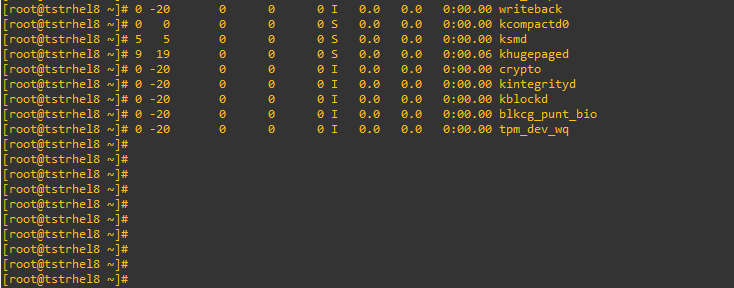 [root@tstrhel8 ~]# 0 -20 0 0 0 I 0.0 0.0 0:00.00 writeback
[root@tstrhel8 ~]# 0 0 0 0 0 S 0.0 0.0 0:00.00 kcompactd0
[root@tstrhel8 ~]# 5 5 0 0 0 S 0.0 0.0 0:00.00 ksmd
[root@tstrhel8 ~]# 9 19 0 0 0 S 0.0 0.0 0:00.06 khugepaged
[root@tstrhel8 ~]# 0 -20 0 0 0 I 0.0 0.0 0:00.00 crypto
[root@tstrhel8 ~]# 0 -20 0 0 0 I 0.0 0.0 0:00.00 kintegrityd
[root@tstrhel8 ~]# 0 -20 0 0 0 I 0.0 0.0 0:00.00 kblockd
[root@tstrhel8 ~]# 0 -20 0 0 0 I 0.0 0.0 0:00.00 blkcg_punt_bio
[root@tstrhel8 ~]# 0 -20 0 0 0 I 0.0 0.0 0:00.00 tpm_dev_wq
[root@tstrhel8 ~]#
[root@tstrhel8 ~]#
[root@tstrhel8 ~]#
[root@tstrhel8 ~]#
[root@tstrhel8 ~]#
[root@tstrhel8 ~]#
[root@tstrhel8 ~]#
[root@tstrhel8 ~]#
[root@tstrhel8 ~]#
[root@tstrhel8 ~]#